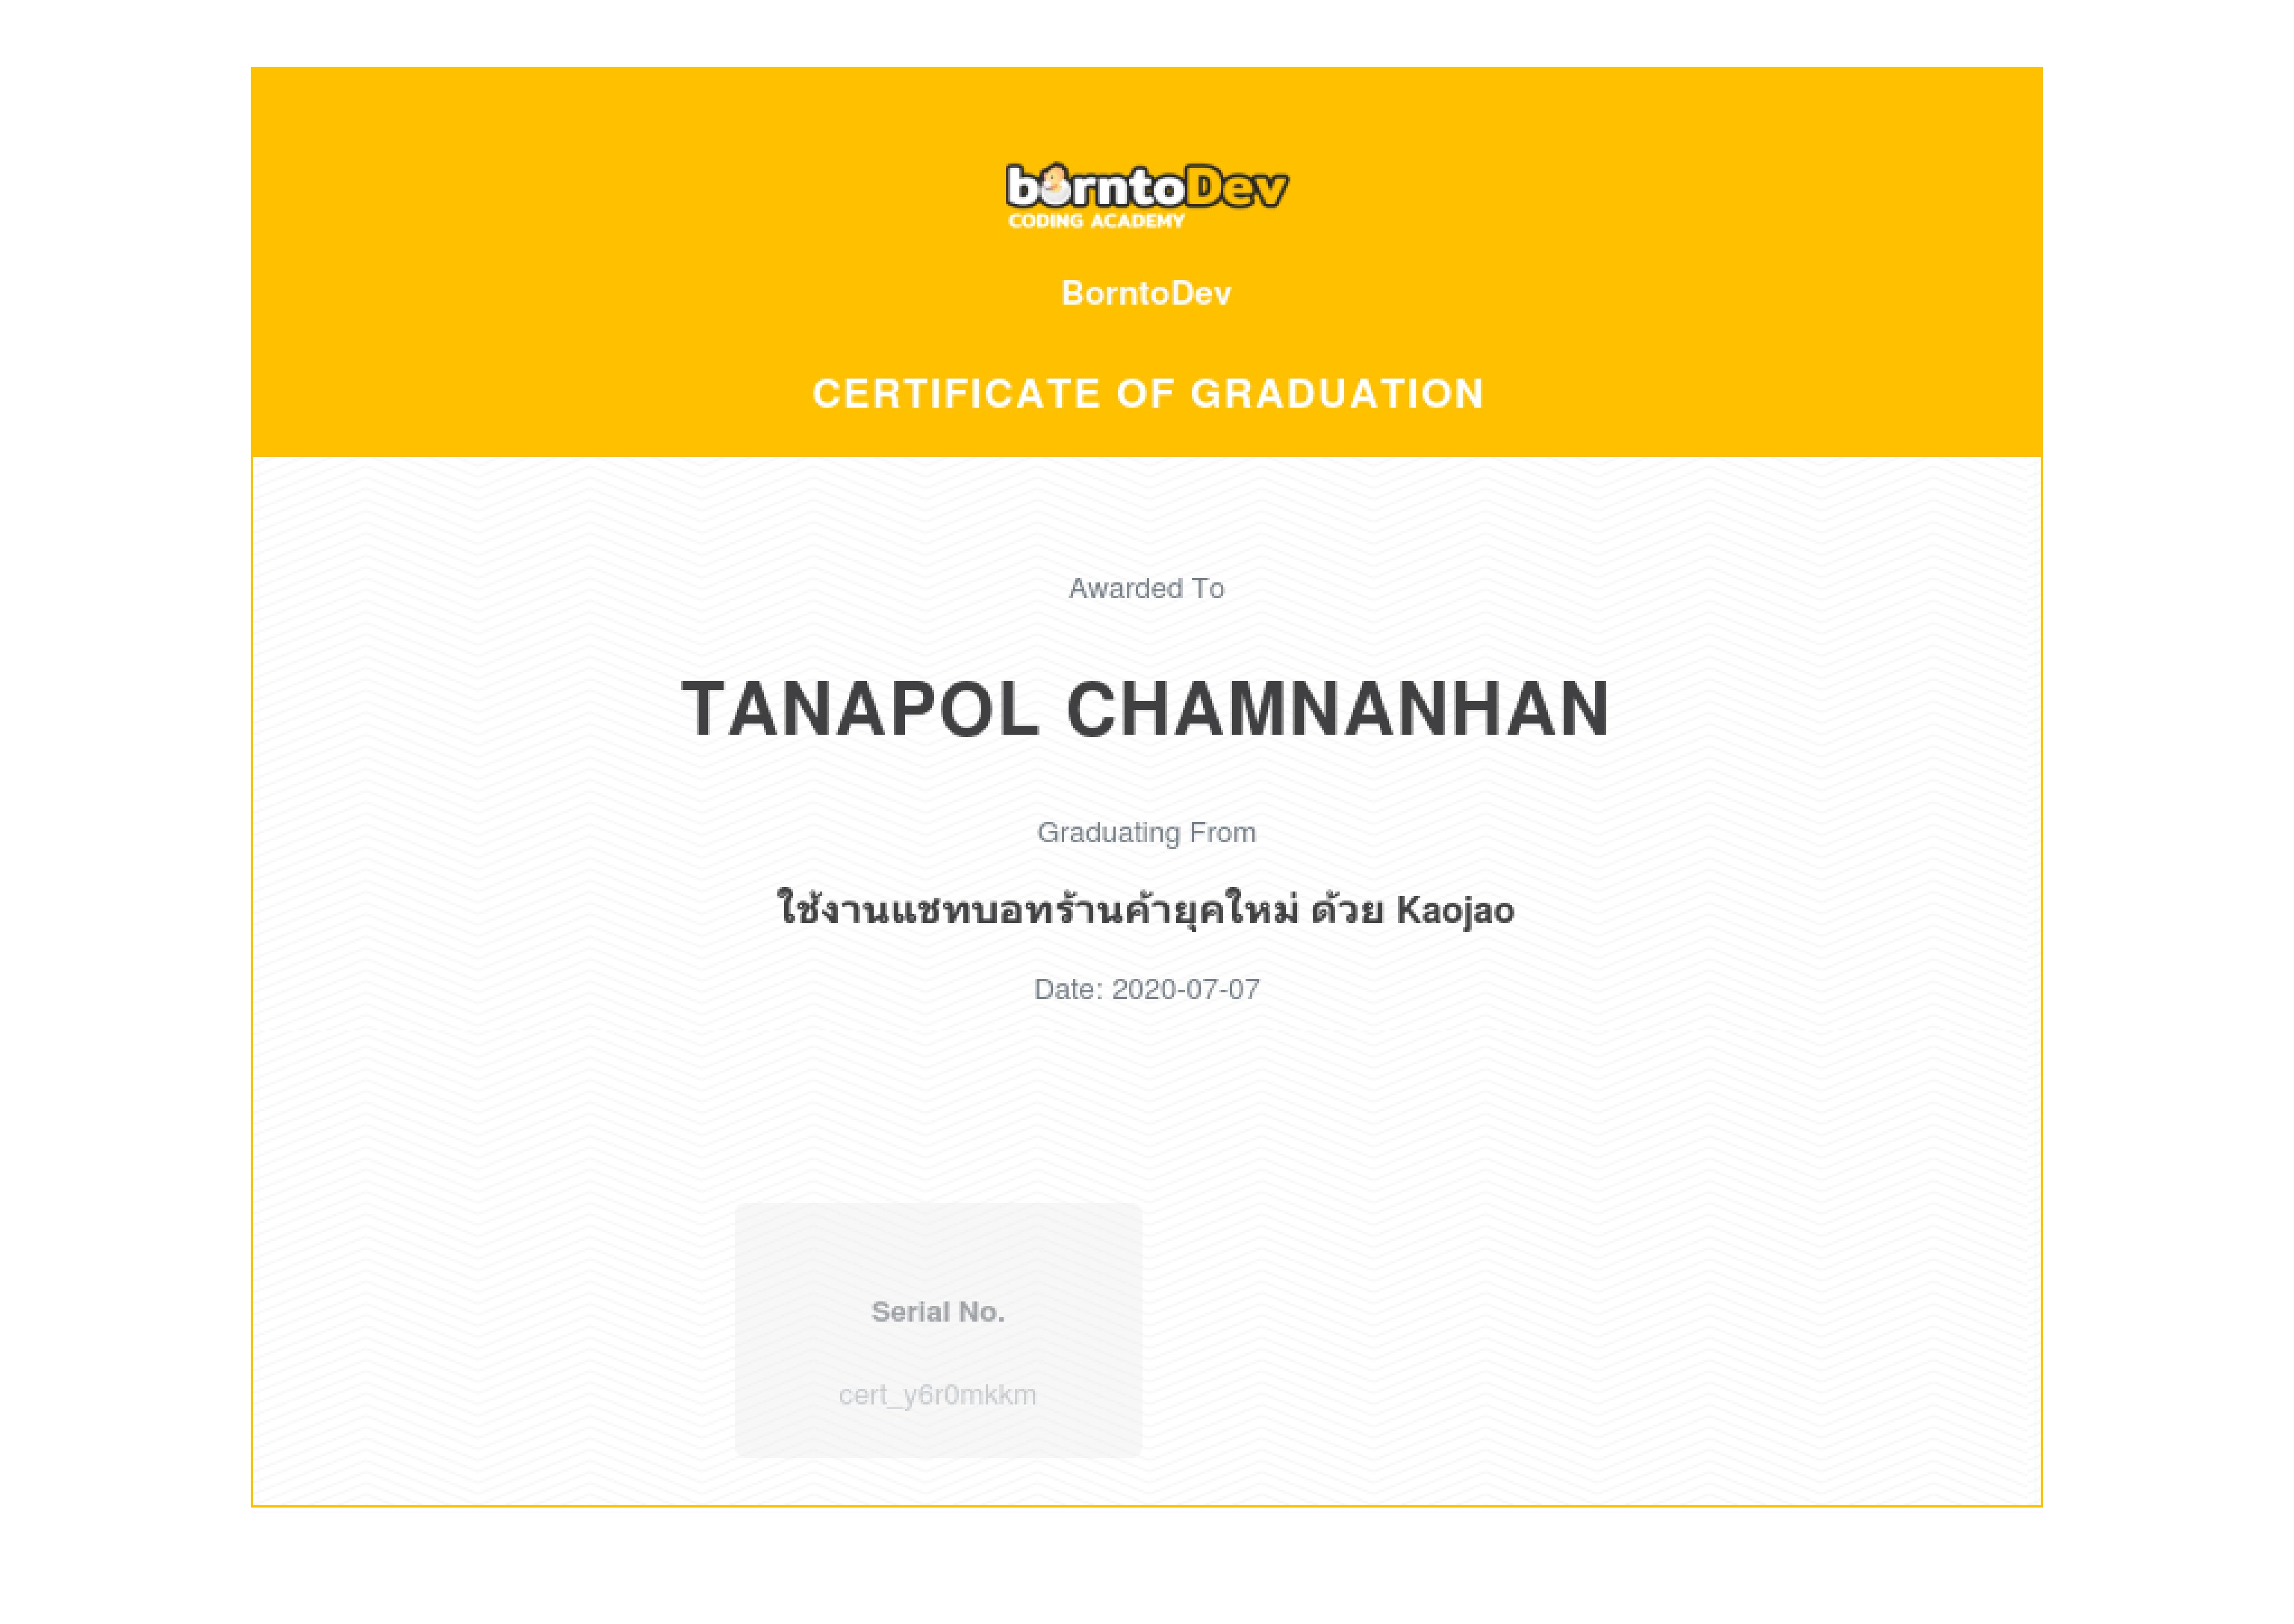 borntoDev
CODING ACADEMY
BorntoDev
CERTIFICATE OF GRADUATION
Awarded To
TANAPOL CHAMNANHAN
Graduating From
ใช้งานแชทบอทร้านค้ายุคใหม่ ด้วย Kaojao
Date: 2020-07-07
Serial No.
cert_y6r0mkkm